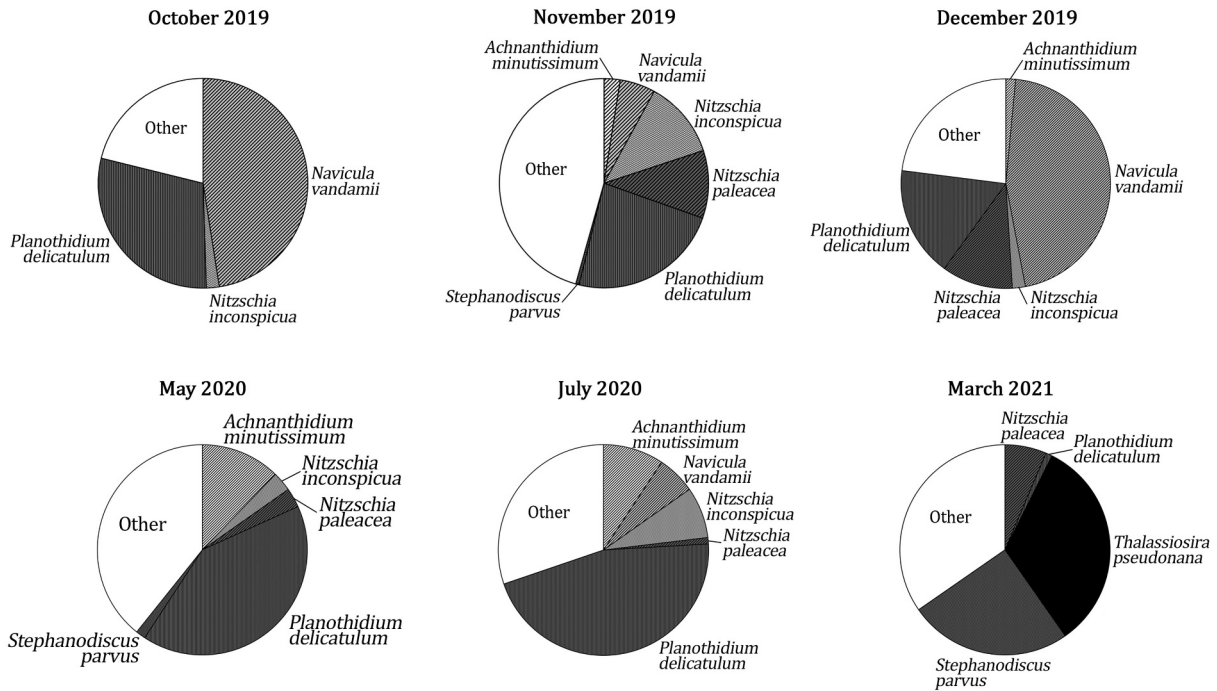 October 2019
Other
Navicula
vandamii
Planothidium
delicatulum
Nitzschia
inconspicua
November 2019
Achnanthidium
minutissimum
Navicula
vandamii
Nitzschia
inconspicua
Other
Nitzschia
paleacea
Planothidium
delicatulum
Stephanodiscus
parvus
December 2019
Achnanthidium
minutissimum
Other
Navicula
vandamii
Planothidium
delicatulum
Nitzschia
paleacea
Nitzschia
inconspicua
May 2020
Achnanthidium
minutissimum
Nitzschia
inconspicua
Nitzschia
paleacea
Other
Planothidium
delicatulum
Stephanodiscus
parvus
July 2020
Achnanthidium
minutissimum
Navicula
vandamii
Nitzschia
inconspicua
Other
Nitzschia
paleacea
Planothidium
delicatulum
March 2021
Nitzschia
paleacea
Planothidium
delicatulum
Other
Thalassiosira
pseudonana
Stephanodiscus
parvus